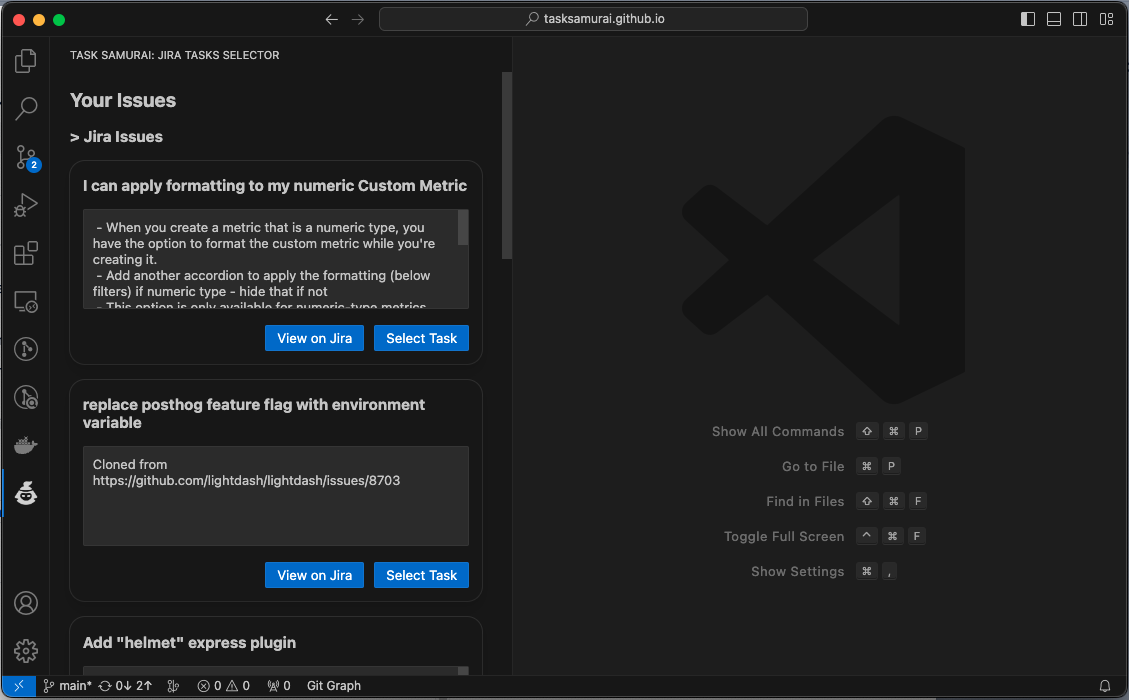 tasksamurai.github.io
TASK SAMURAI: JIRA TASKS SELECTOR
Your Issues
> Jira Issues
I can apply formatting to my numeric Custom Metric
- When you create a metric that is a numeric type, you
have the option to format the custom metric while you're
creating it.
- Add another accordion to apply the formatting (below
filters) if numeric type - hide that if not
- This option is only available for numeric-type metrics
View on Jira
Select Task
replace posthog feature flag with environment
variable
Cloned from
https://github.com/lightdash/lightdash/issues/8703
View on Jira
Select Task
Add "helmet" express plugin
2
Show All Commands ⇧ ⌘ P
Go to File ⌘ P
Find in Files ⇧ ⌘ F
Toggle Full Screen ^ ⌘ F
Show Settings ⌘ ,
main* 0↓ 2↑ 0 0 0 Git Graph